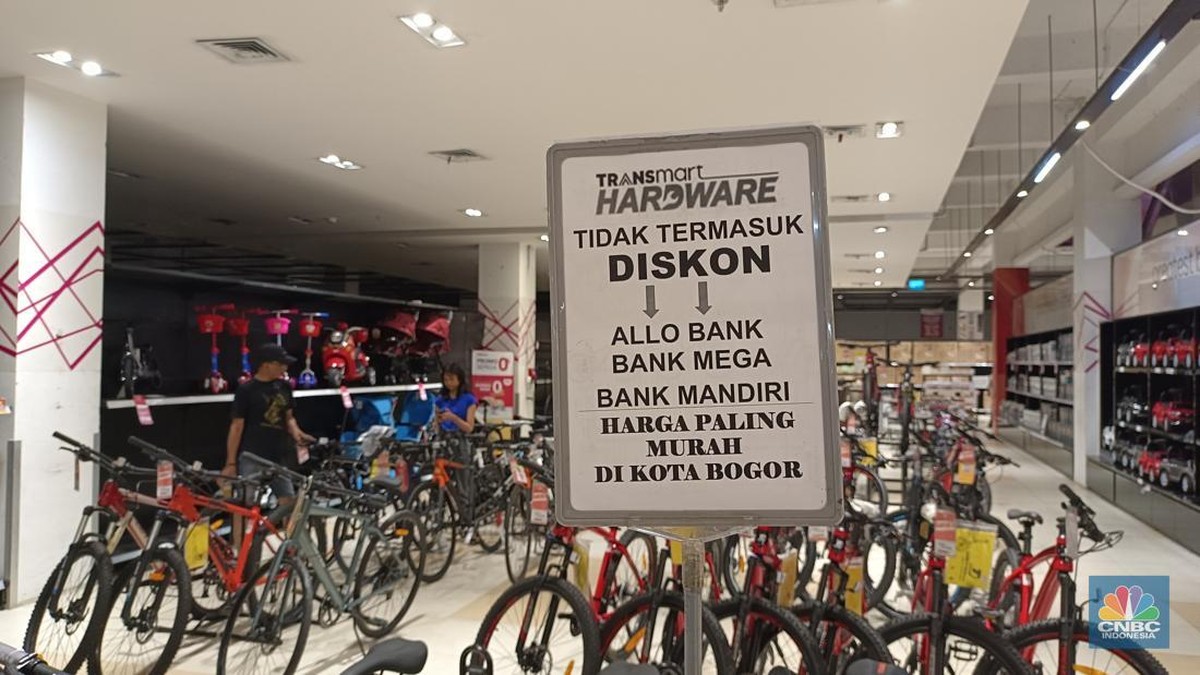 TRANSmart
HARDWARE
TIDAK TERMASUK
DISKON
ALLO BANK
BANK MEGA
BANK MANDIRI
HARGA PALING
MURAH
DI KOTA BOGOR
CNBC
INDONESIA